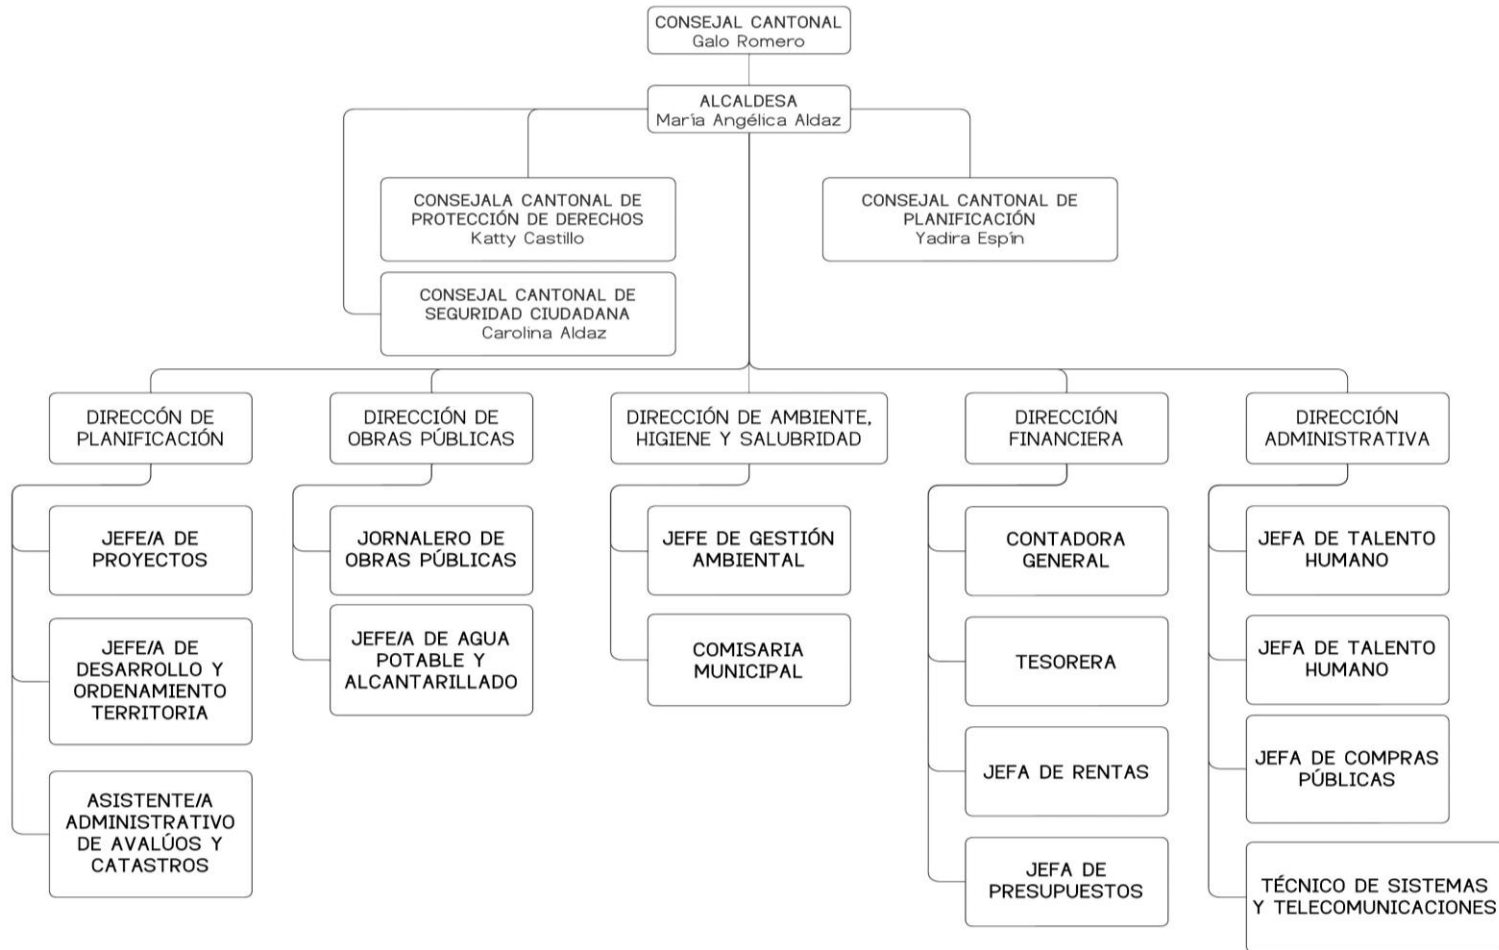 CONSEJAL CANTONAL
Galo Romero
ALCALDESA
María Angélica Aldaz
CONSEJALA CANTONAL DE
PROTECCIÓN DE DERECHOS
Katty Castillo
CONSEJAL CANTONAL DE
PLANIFICACIÓN
Yadira Espín
CONSEJAL CANTONAL DE
SEGURIDAD CIUDADANA
Carolina Aldaz
DIRECCÓN DE
PLANIFICACIÓN
DIRECCIÓN DE
OBRAS PÚBLICAS
DIRECCIÓN DE AMBIENTE,
HIGIENE Y SALUBRIDAD
DIRECCIÓN
FINANCIERA
DIRECCIÓN
ADMINISTRATIVA
JEFE/A DE
PROYECTOS
JEFE/A DE
DESARROLLO Y
ORDENAMIENTO
TERRITORIA
ASISTENTE/A
ADMINISTRATIVO
DE AVALÚOS Y
CATASTROS
JORNALERO DE
OBRAS PÚBLICAS
JEFE/A DE AGUA
POTABLE Y
ALCANTARILLADO
JEFE DE GESTIÓN
AMBIENTAL
COMISARIA
MUNICIPAL
CONTADORA
GENERAL
TESORERA
JEFA DE RENTAS
JEFA DE
PRESUPUESTOS
JEFA DE TALENTO
HUMANO
JEFA DE TALENTO
HUMANO
JEFA DE COMPRAS
PÚBLICAS
TÉCNICO DE SISTEMAS
Y TELECOMUNICACIONES